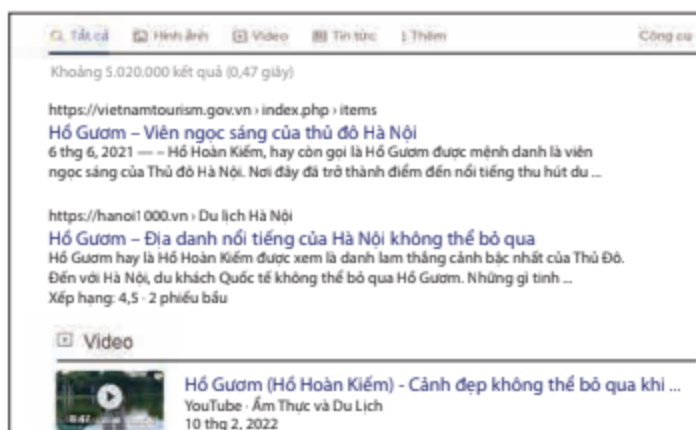 Tất cả Hình ảnh Video Tin tức Thêm Công cụ
Khoảng 5.020.000 kết quả (0,47 giây)
https://vietnamtourism.gov.vn › index.php › items
Hồ Gươm – Viên ngọc sáng của thủ đô Hà Nội
6 thg 6, 2021 — – Hồ Hoàn Kiếm, hay còn gọi là Hồ Gươm được mệnh danh là viên
ngọc sáng của Thủ đô Hà Nội. Nơi đây đã trở thành điểm đến nổi tiếng thu hút du ...
https://hanoi1000.vn › Du lịch Hà Nội
Hồ Gươm – Địa danh nổi tiếng của Hà Nội không thể bỏ qua
Hồ Gươm hay là Hồ Hoàn Kiếm được xem là danh lam thắng cảnh bậc nhất của Thủ Đô.
Đến với Hà Nội, du khách Quốc tế không thể bỏ qua Hồ Gươm. Những gì tinh ...
Xếp hạng: 4,5 · 2 phiếu bầu
Video
Hồ Gươm (Hồ Hoàn Kiếm) - Cảnh đẹp không thể bỏ qua khi ...
YouTube · Ẩm Thực và Du Lịch
10 thg 2, 2022